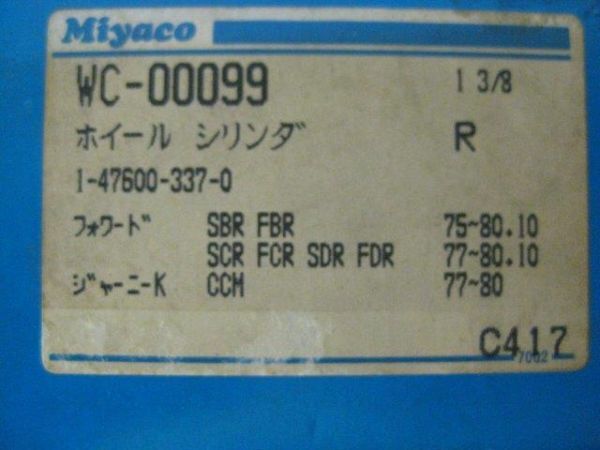 Miyaco
WC-00099 1 3/8
ホイール シリンダ R
1-47600-337-0
フォワード SBR FBR 75~80.10
SCR FCR SDR FDR 77~80.10
ジャーニーK CCM 77~80
C417
7002